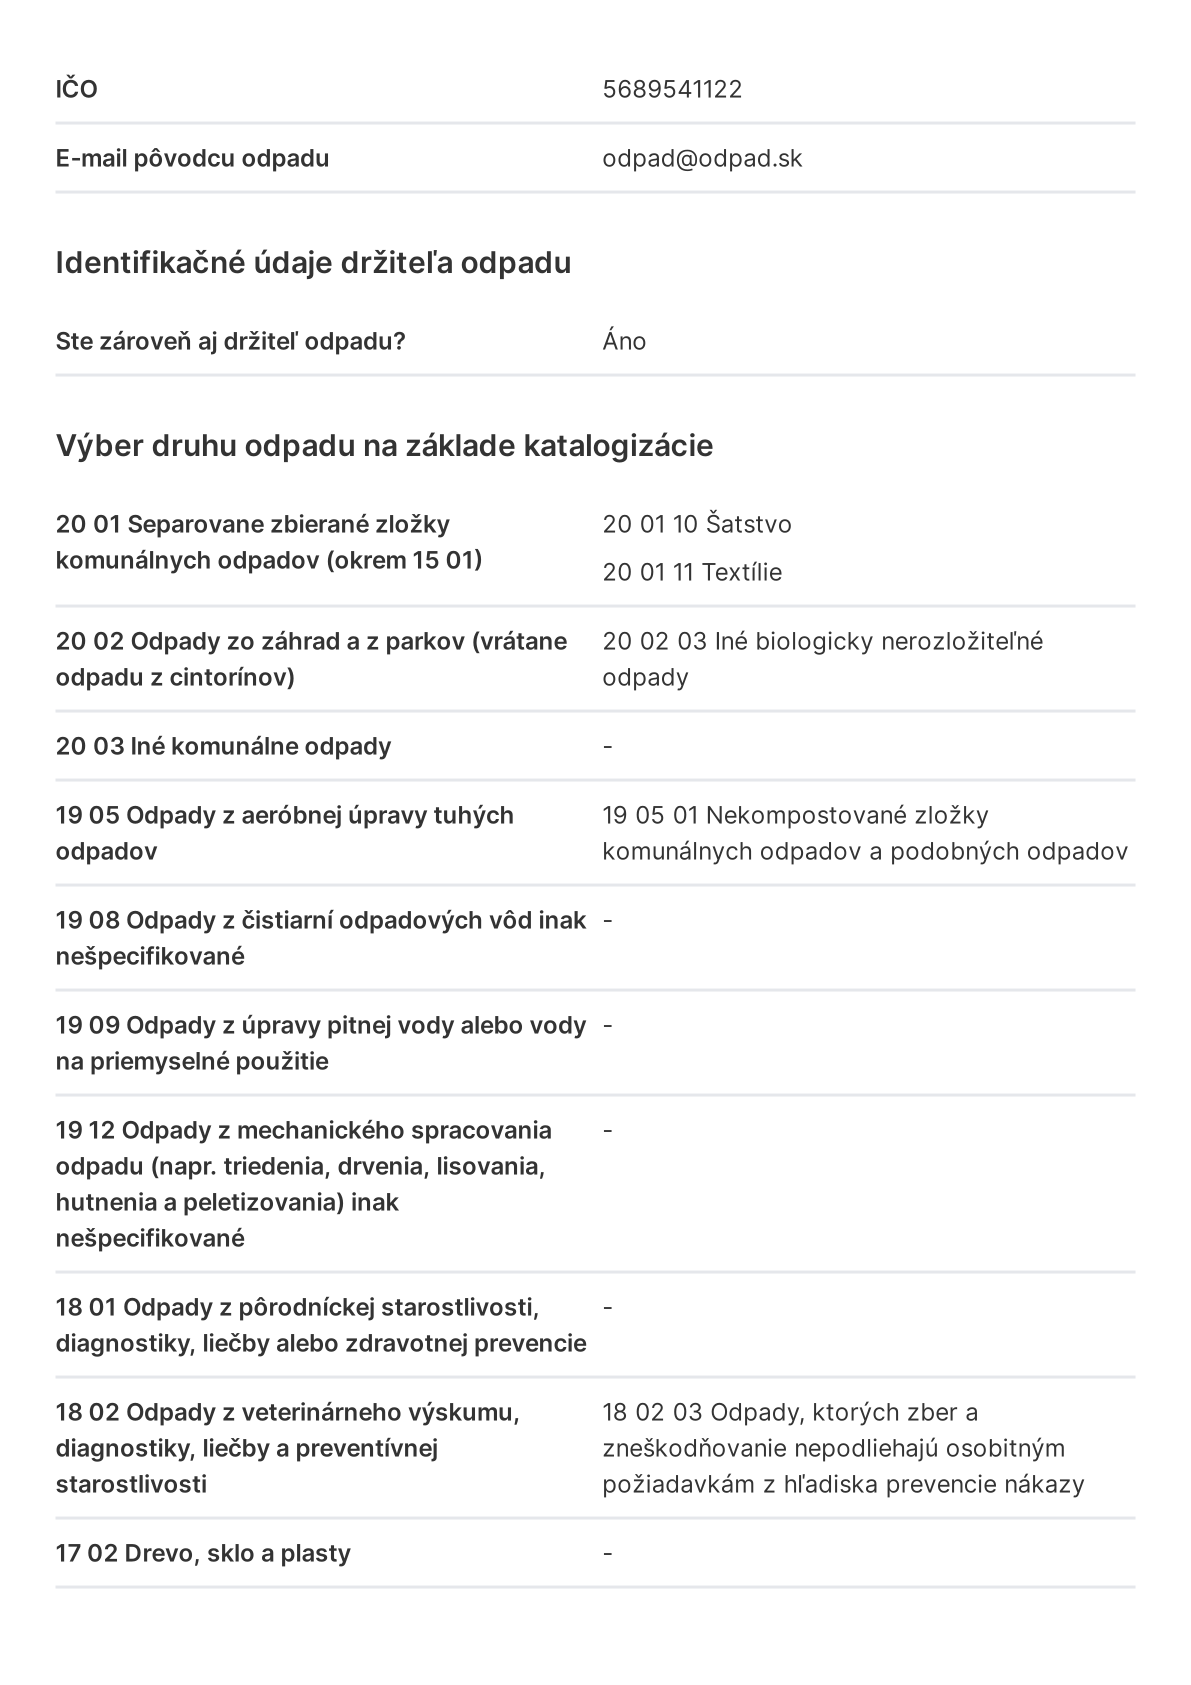 IČO 5689541122
E-mail pôvodcu odpadu odpad@odpad.sk
Identifikačné údaje držiteľa odpadu
Ste zároveň aj držiteľ odpadu? Áno
Výber druhu odpadu na základe katalogizácie
20 01 Separovane zbierané zložky
komunálnych odpadov (okrem 15 01)
20 01 10 Šatstvo
20 01 11 Textílie
20 02 Odpady zo záhrad a z parkov (vrátane
odpadu z cintorínov)
20 02 03 Iné biologicky nerozložiteľné
odpady
20 03 Iné komunálne odpady -
19 05 Odpady z aeróbnej úpravy tuhých
odpadov
19 05 01 Nekompostované zložky
komunálnych odpadov a podobných odpadov
19 08 Odpady z čistiarní odpadových vôd inak
nešpecifikované
-
19 09 Odpady z úpravy pitnej vody alebo vody
na priemyselné použitie
-
19 12 Odpady z mechanického spracovania
odpadu (napr. triedenia, drvenia, lisovania,
hutnenia a peletizovania) inak
nešpecifikované
-
18 01 Odpady z pôrodníckej starostlivosti,
diagnostiky, liečby alebo zdravotnej prevencie
-
18 02 Odpady z veterinárneho výskumu,
diagnostiky, liečby a preventívnej
starostlivosti
18 02 03 Odpady, ktorých zber a
zneškodňovanie nepodliehajú osobitným
požiadavkám z hľadiska prevencie nákazy
17 02 Drevo, sklo a plasty -